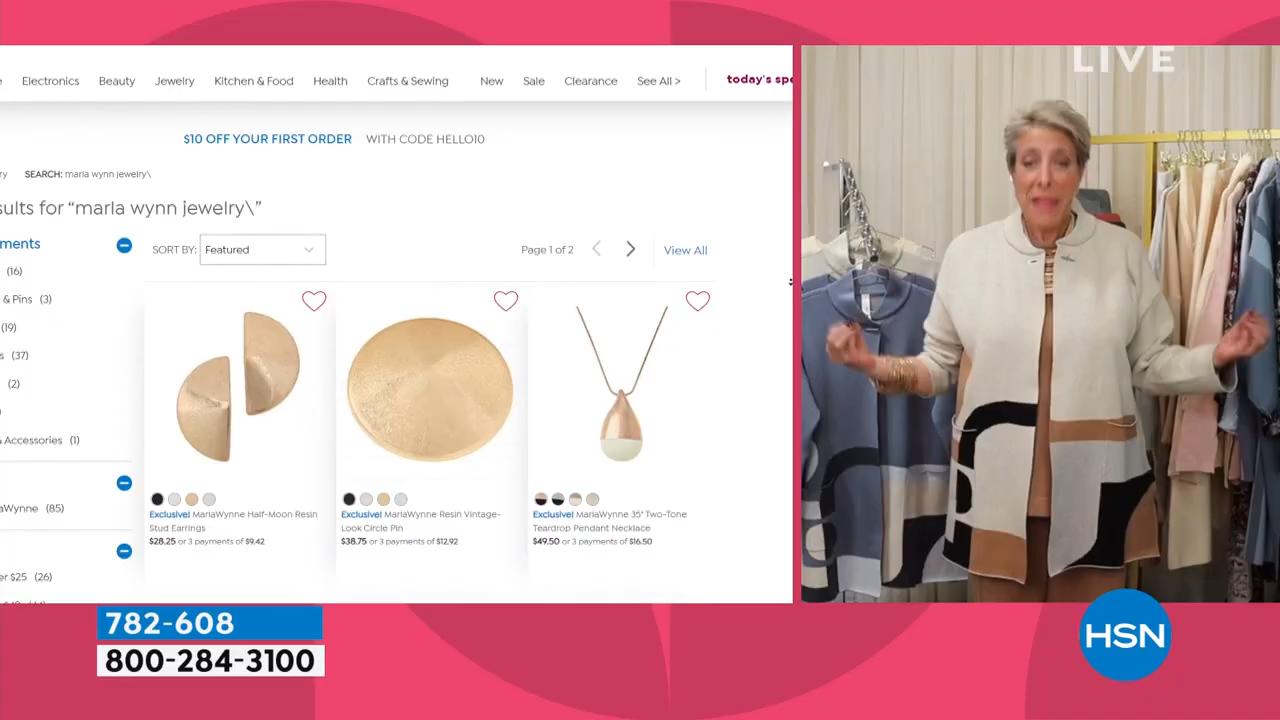 LIVE
Electronics Beauty Jewelry Kitchen & Food Health Crafts & Sewing New Sale Clearance See All > today's spe
$10 OFF YOUR FIRST ORDER WITH CODE HELLO10
ry SEARCH: marla wynn jewelry\
sults for “marla wynn jewelry\”
ments
SORT BY: Featured
Page 1 of 2
View All
(16)
& Pins (3)
(19)
s (37)
(2)
Accessories (1)
aWynne (85)
er $25 (26)
Exclusive! MarlaWynne Half-Moon Resin
Stud Earrings
$28.25 or 3 payments of $9.42
Exclusive! MarlaWynne Resin Vintage-
Look Circle Pin
$38.75 or 3 payments of $12.92
Exclusive! MarlaWynne 35" Two-Tone
Teardrop Pendant Necklace
$49.50 or 3 payments of $16.50
782-608
800-284-3100
HSN